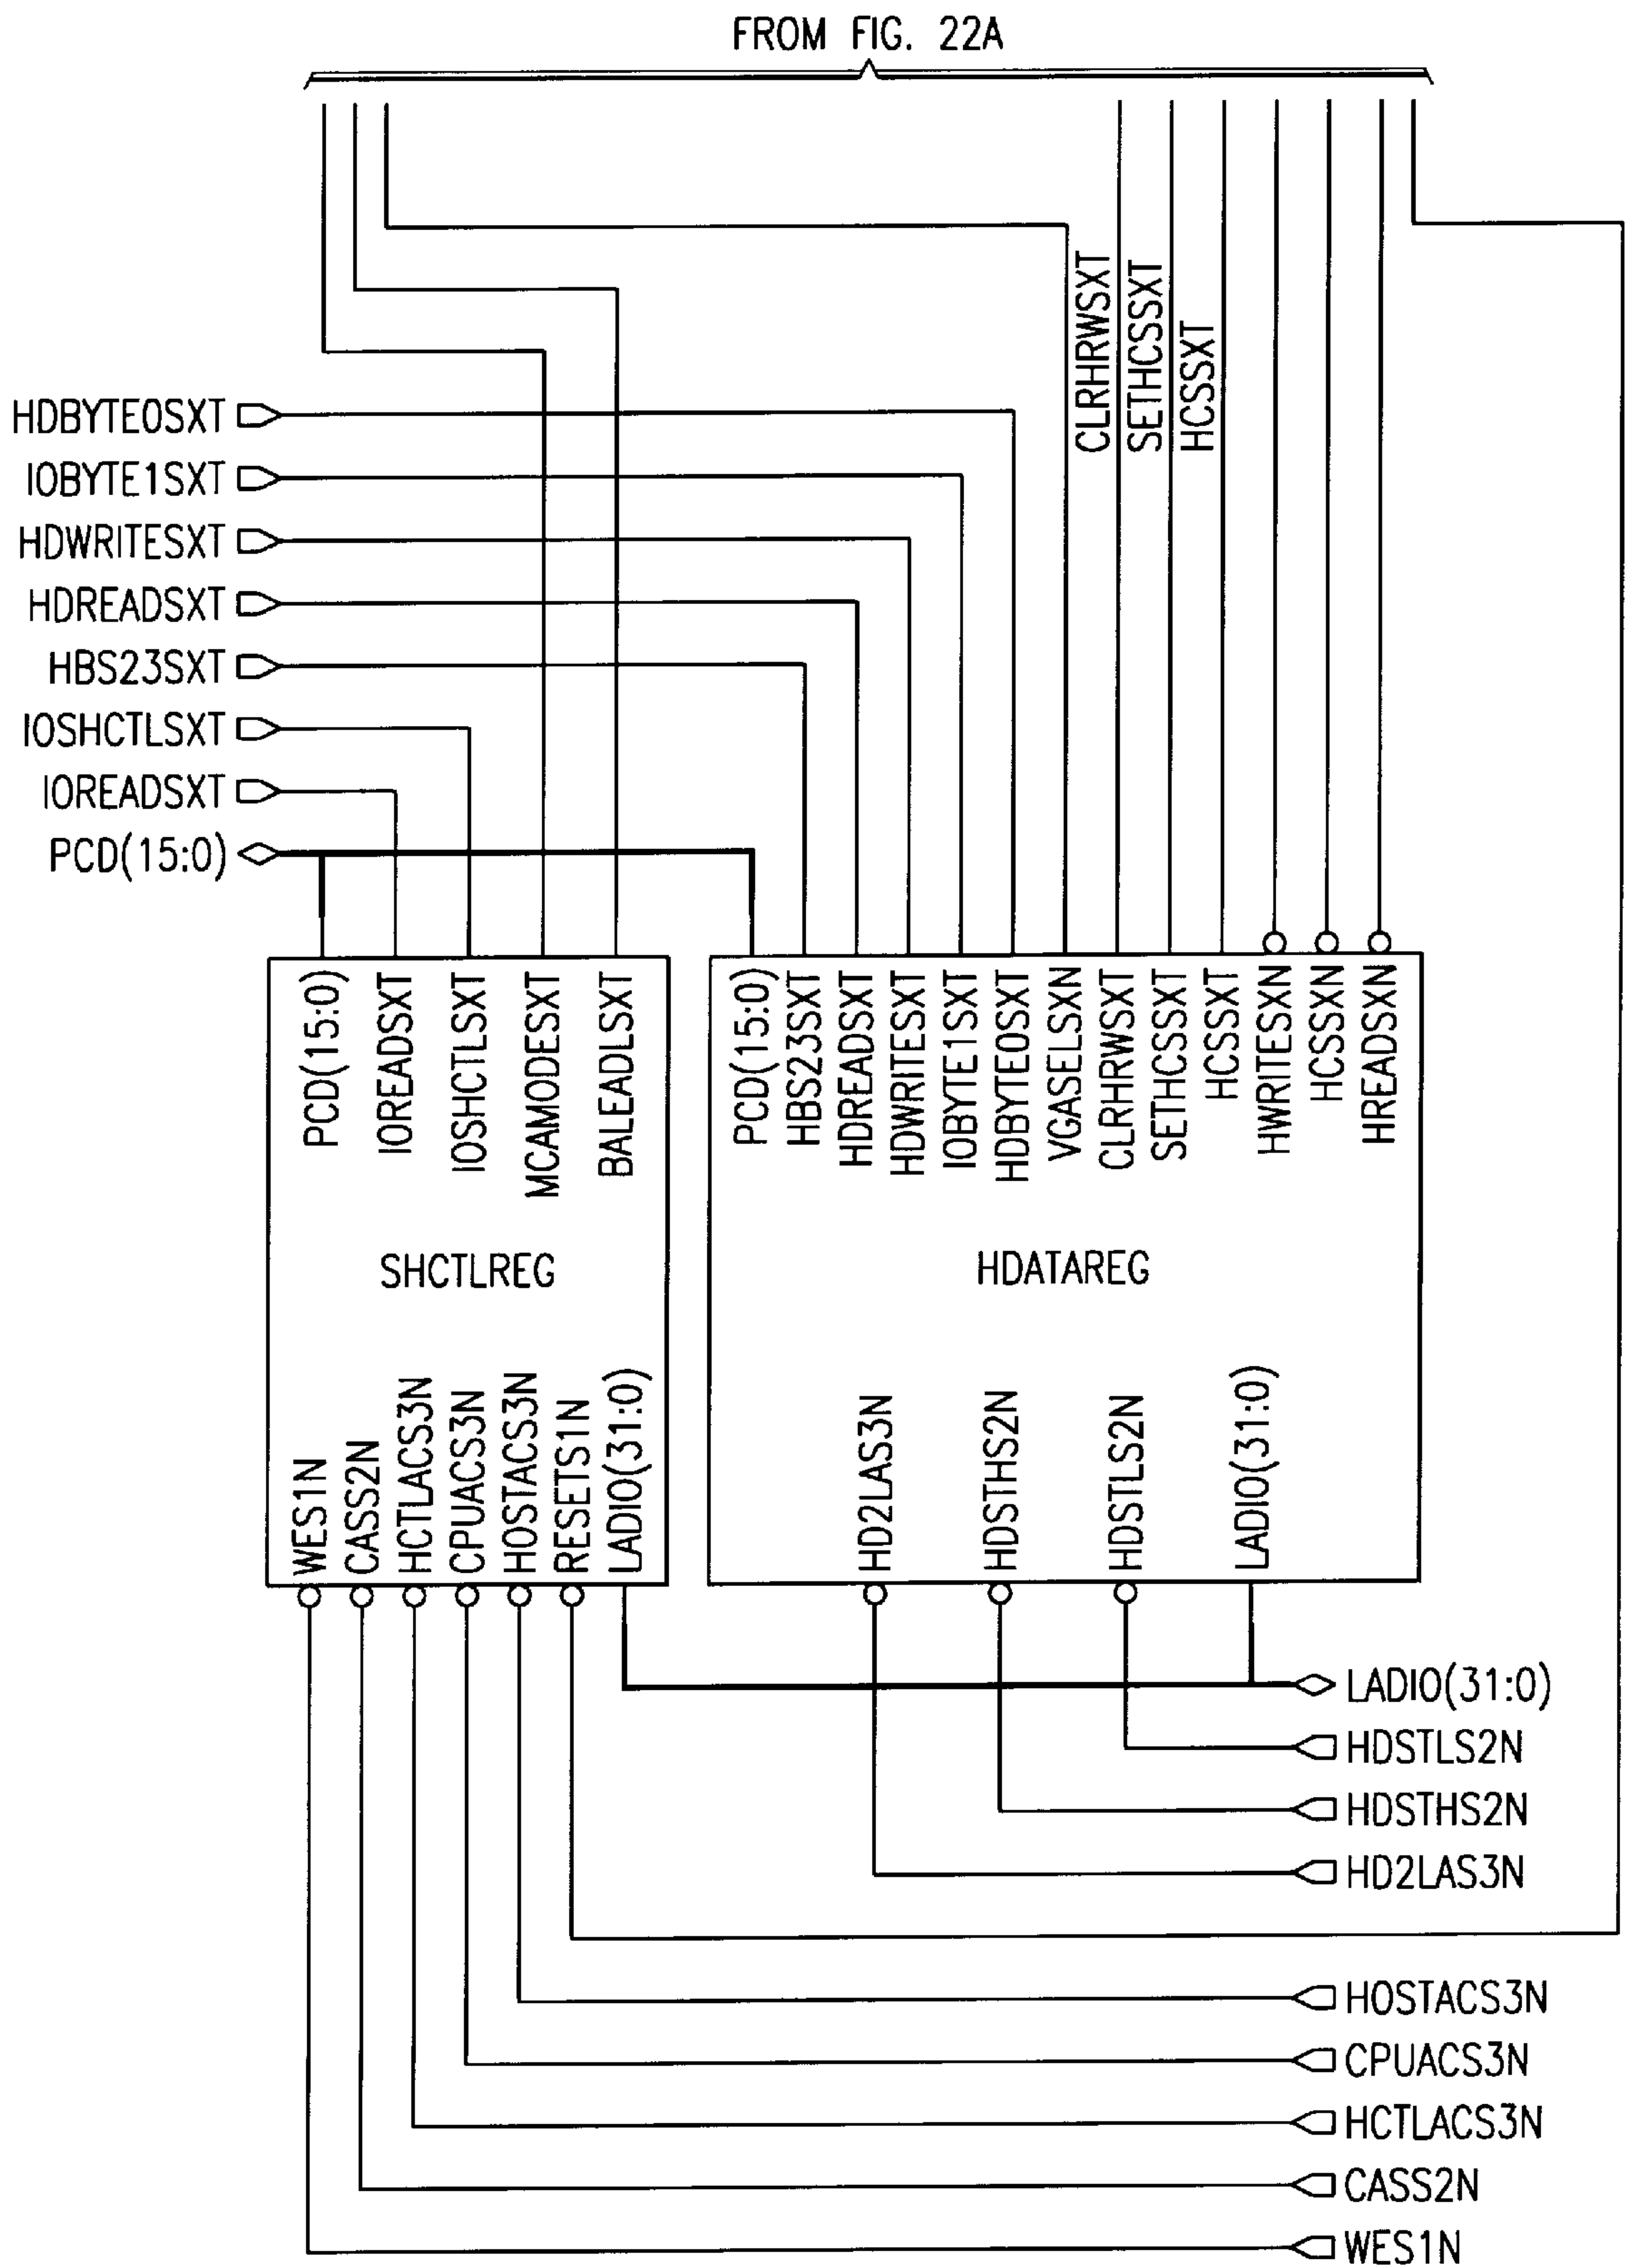 FROM FIG. 22A
CLRHRWSXT
SETHCSSXT
HCSSXT
HDBYTE0SXT
IOBYTE1SXT
HDWRITESXT
HDREADSXT
HBS23SXT
IOSHCTLSXT
IOREADSXT
PCD(15:0)
PCD(15:0)
IOREADSXT
IOSHCTLSXT
MCAMODESXT
BALEADLSXT
PCD(15:0)
HBS23SXT
HDREADSXT
HDWRITESXT
IOBYTE1SXT
HDBYTE0SXT
VGASELSXN
CLRHRWSXT
SETHCSSXT
HCSSXT
HWRITESXN
HCSSXN
HREADSXN
SHCTLREG
HDATAREG
WES1N
CASS2N
HCTLACS3N
CPUACS3N
HOSTACS3N
RESETS1N
LADIO(31:0)
HD2LAS3N
HDSTHS2N
HDSTLS2N
LADIO(31:0)
LADIO(31:0)
HDSTLS2N
HDSTHS2N
HD2LAS3N
HOSTACS3N
CPUACS3N
HCTLACS3N
CASS2N
WES1N